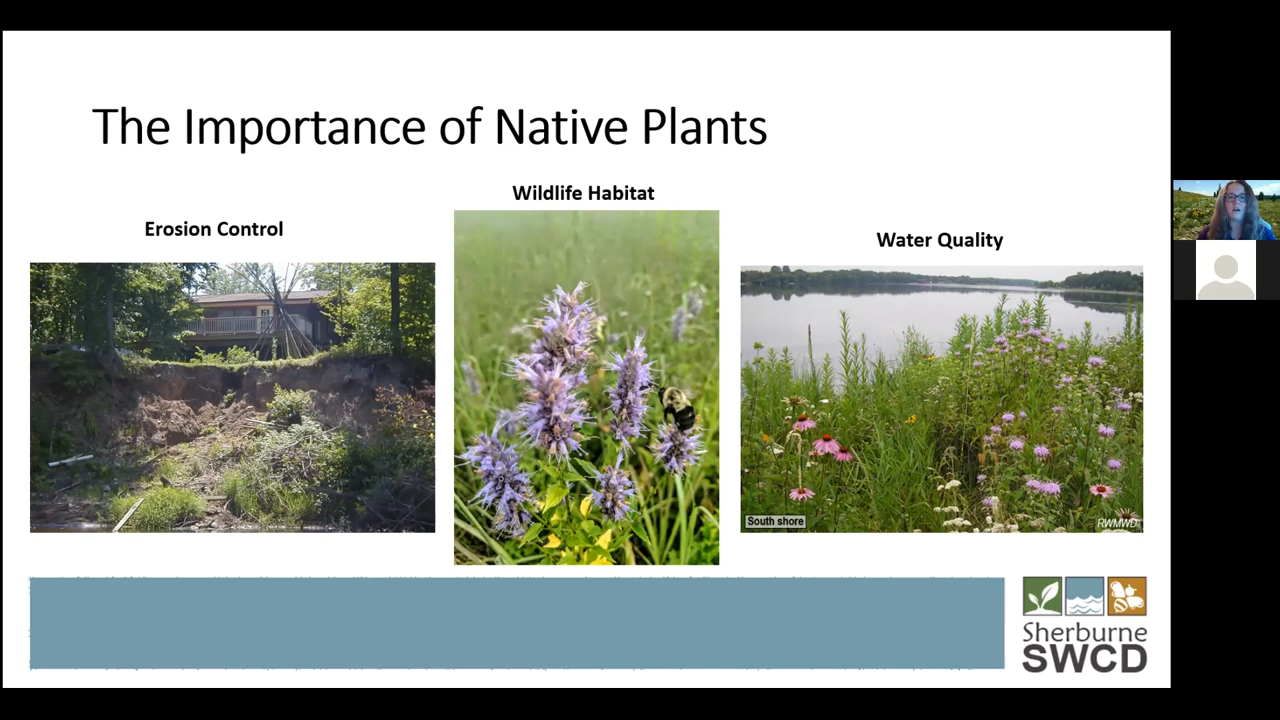 The Importance of Native Plants
Wildlife Habitat
Erosion Control
Water Quality
South shore
RWMWD
Sherburne
SWCD